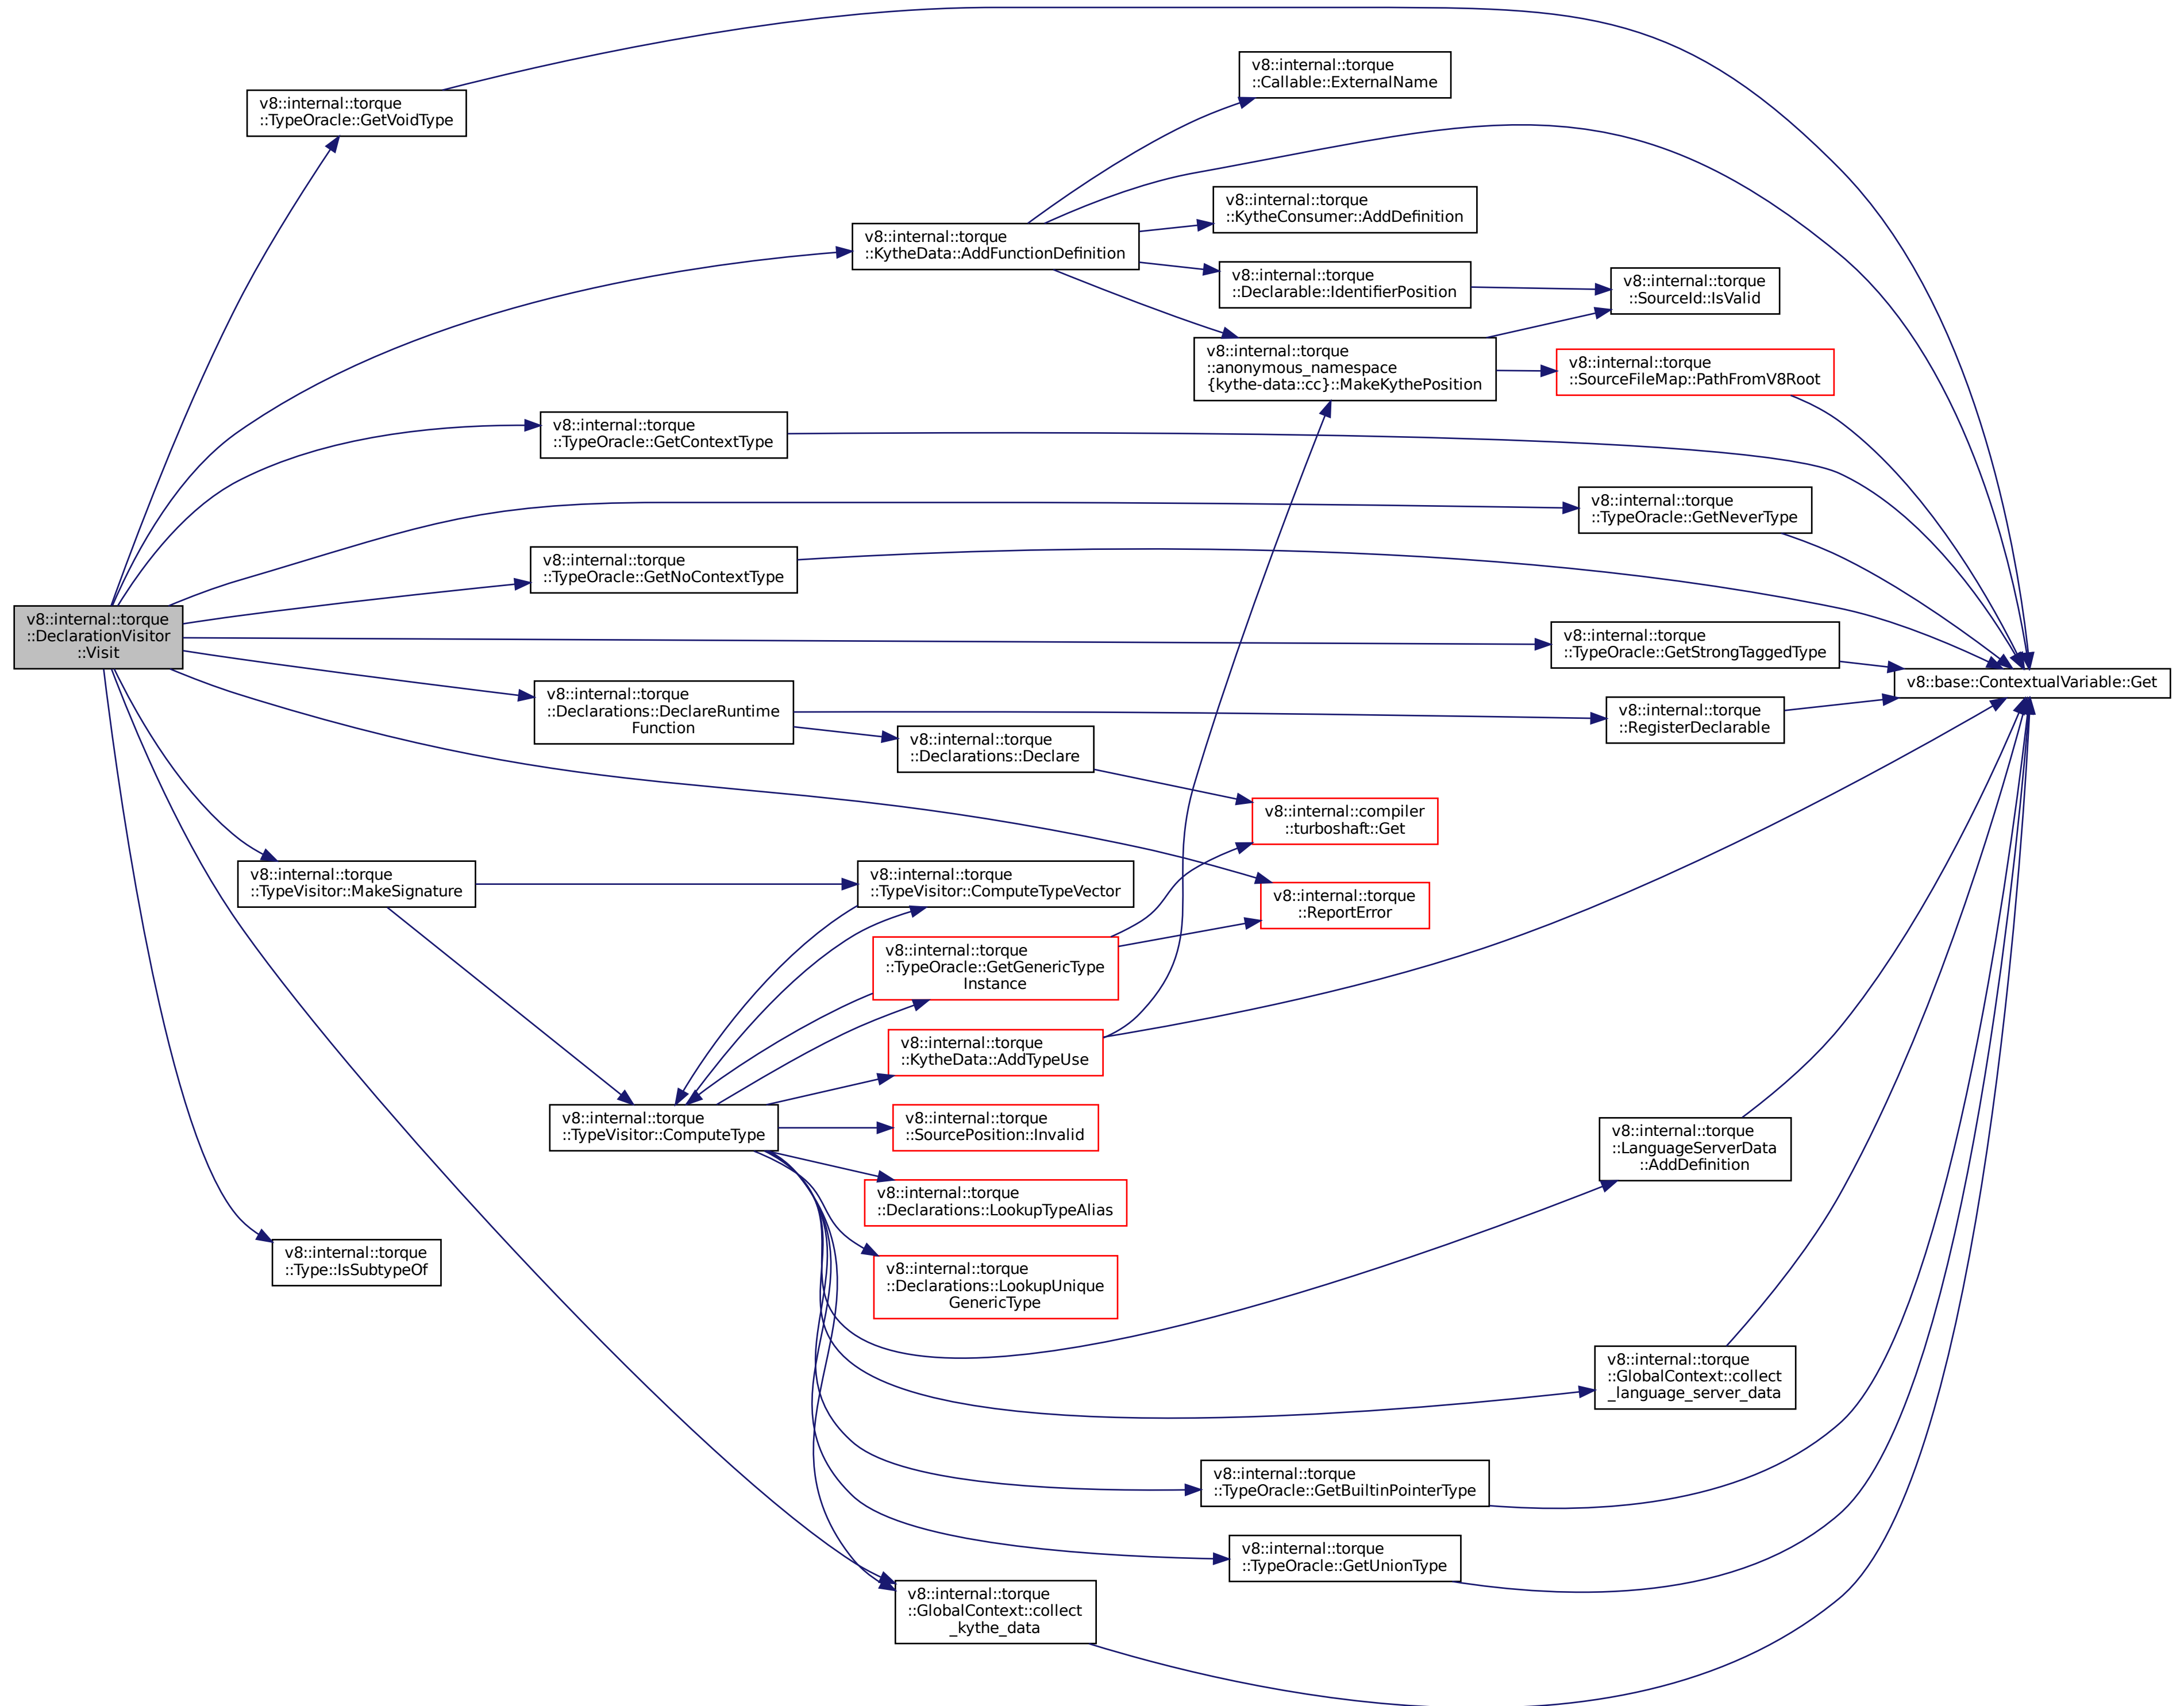 v8::internal::torque
::Callable::ExternalName
v8::internal::torque
::TypeOracle::GetVoidType
v8::internal::torque
::KytheConsumer::AddDefinition
v8::internal::torque
::KytheData::AddFunctionDefinition
v8::internal::torque
::Declarable::IdentifierPosition
v8::internal::torque
::SourceId::IsValid
v8::internal::torque
::anonymous_namespace
{kythe-data::cc}::MakeKythePosition
v8::internal::torque
::SourceFileMap::PathFromV8Root
v8::internal::torque
::TypeOracle::GetContextType
v8::internal::torque
::TypeOracle::GetNeverType
v8::internal::torque
::TypeOracle::GetNoContextType
v8::internal::torque
::DeclarationVisitor
::Visit
v8::internal::torque
::TypeOracle::GetStrongTaggedType
v8::base::ContextualVariable::Get
v8::internal::torque
::Declarations::DeclareRuntime
Function
v8::internal::torque
::RegisterDeclarable
v8::internal::torque
::Declarations::Declare
v8::internal::compiler
::turboshaft::Get
v8::internal::torque
::TypeVisitor::MakeSignature
v8::internal::torque
::TypeVisitor::ComputeTypeVector
v8::internal::torque
::ReportError
v8::internal::torque
::TypeOracle::GetGenericType
Instance
v8::internal::torque
::KytheData::AddTypeUse
v8::internal::torque
::TypeVisitor::ComputeType
v8::internal::torque
::SourcePosition::Invalid
v8::internal::torque
::LanguageServerData
::AddDefinition
v8::internal::torque
::Declarations::LookupTypeAlias
v8::internal::torque
::Type::IsSubtypeOf
v8::internal::torque
::Declarations::LookupUnique
GenericType
v8::internal::torque
::GlobalContext::collect
_language_server_data
v8::internal::torque
::TypeOracle::GetBuiltinPointerType
v8::internal::torque
::TypeOracle::GetUnionType
v8::internal::torque
::GlobalContext::collect
_kythe_data